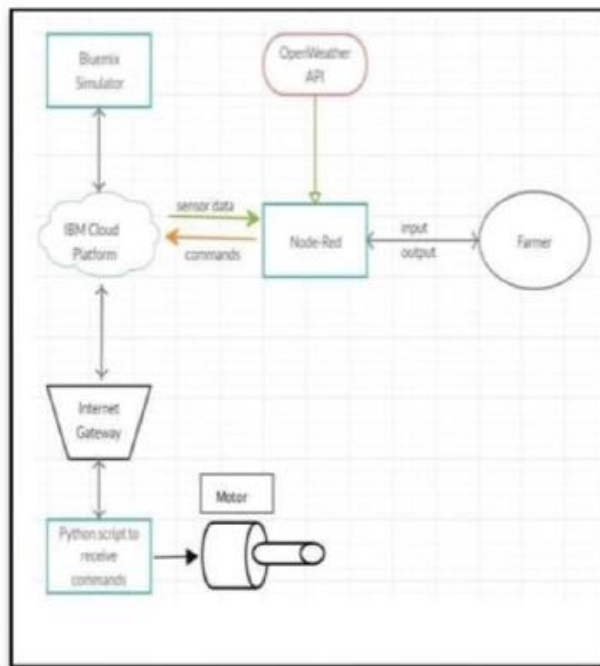 Bluemix
Simulator
OpenWeather
API
IBM Cloud
Platform
sensor data
commands
Node-Red
input
output
Farmer
Internet
Gateway
Motor
Python script to
receive
commands